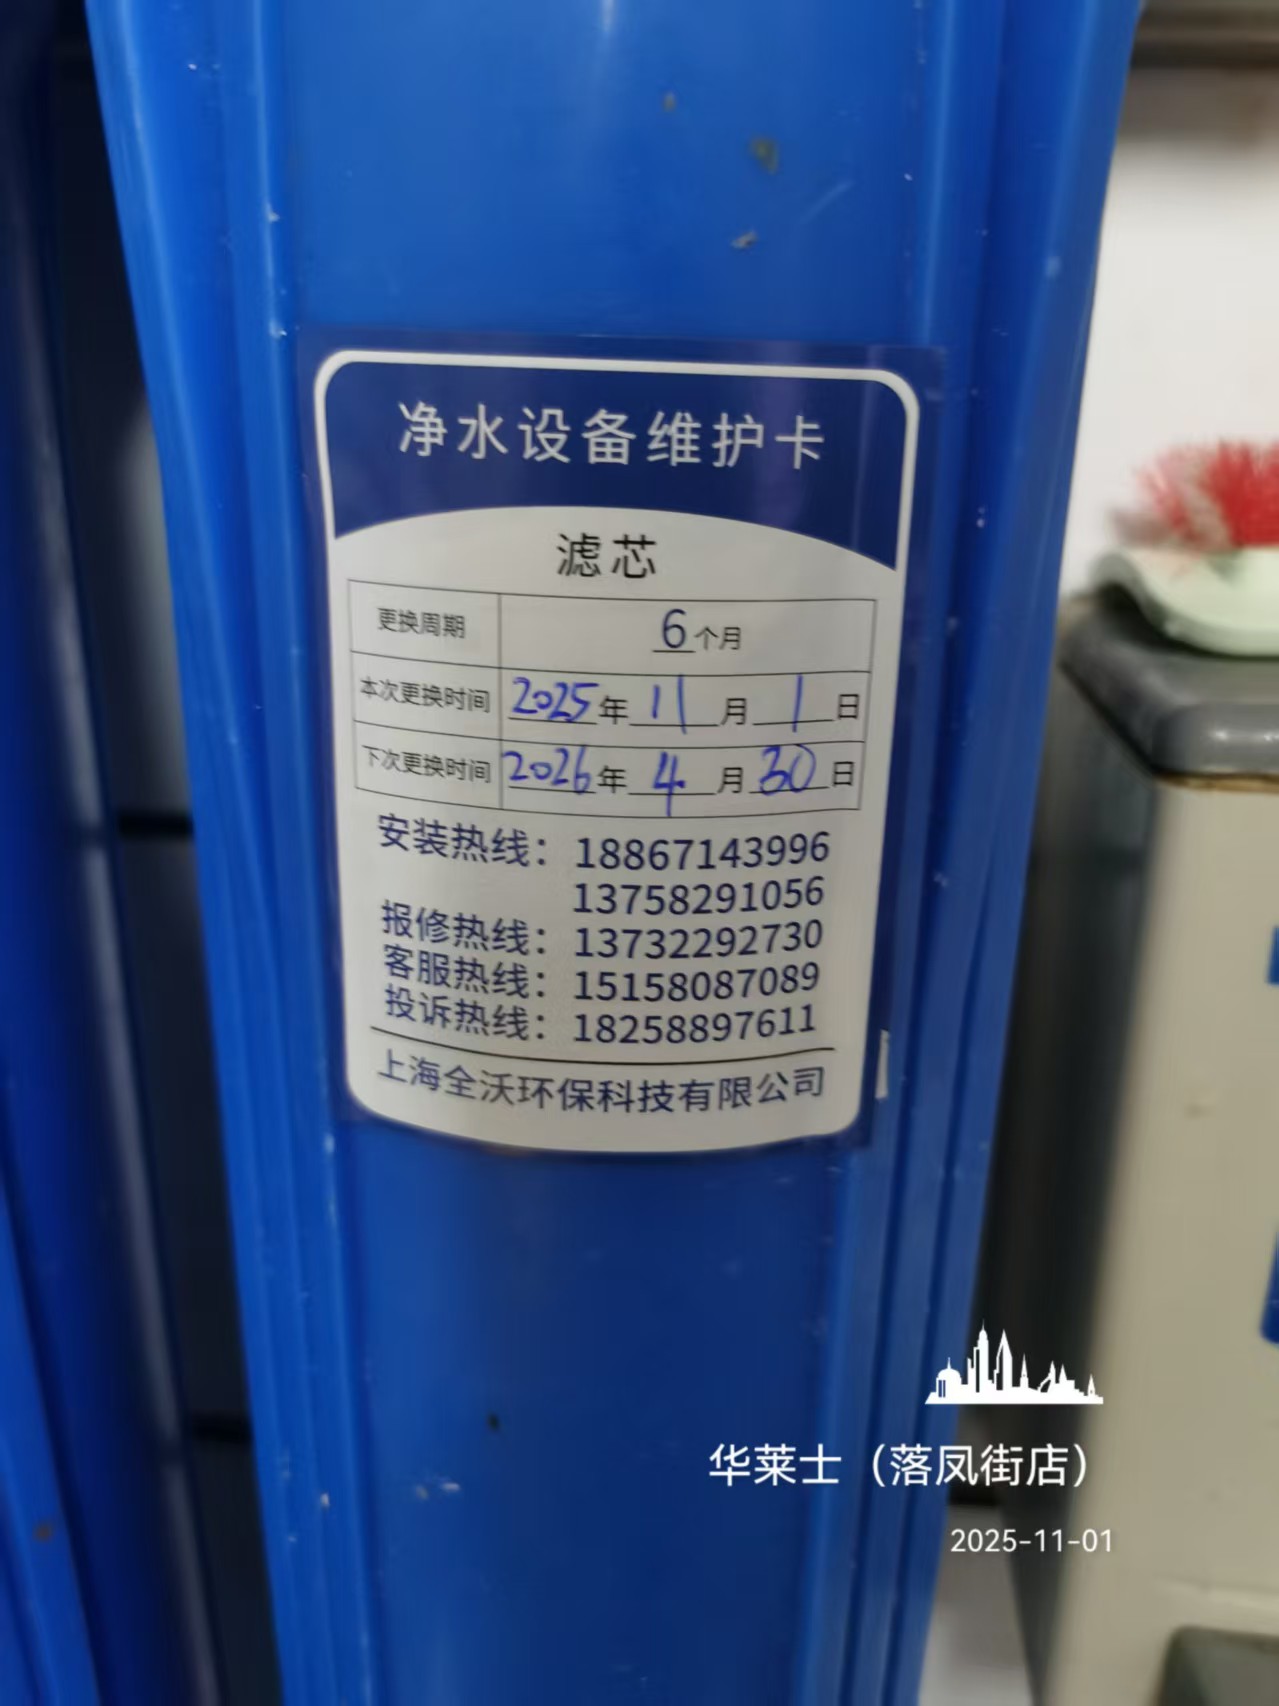 净水设备维护卡
滤芯
更换周期 6个月
本次更换时间 2025年11月1日
下次更换时间 2026年4月30日
安装热线：18867143996
13758291056
报修热线：13732292730
客服热线：15158087089
投诉热线：18258897611
上海全沃环保科技有限公司
华莱士（落凤街店）
2025-11-01